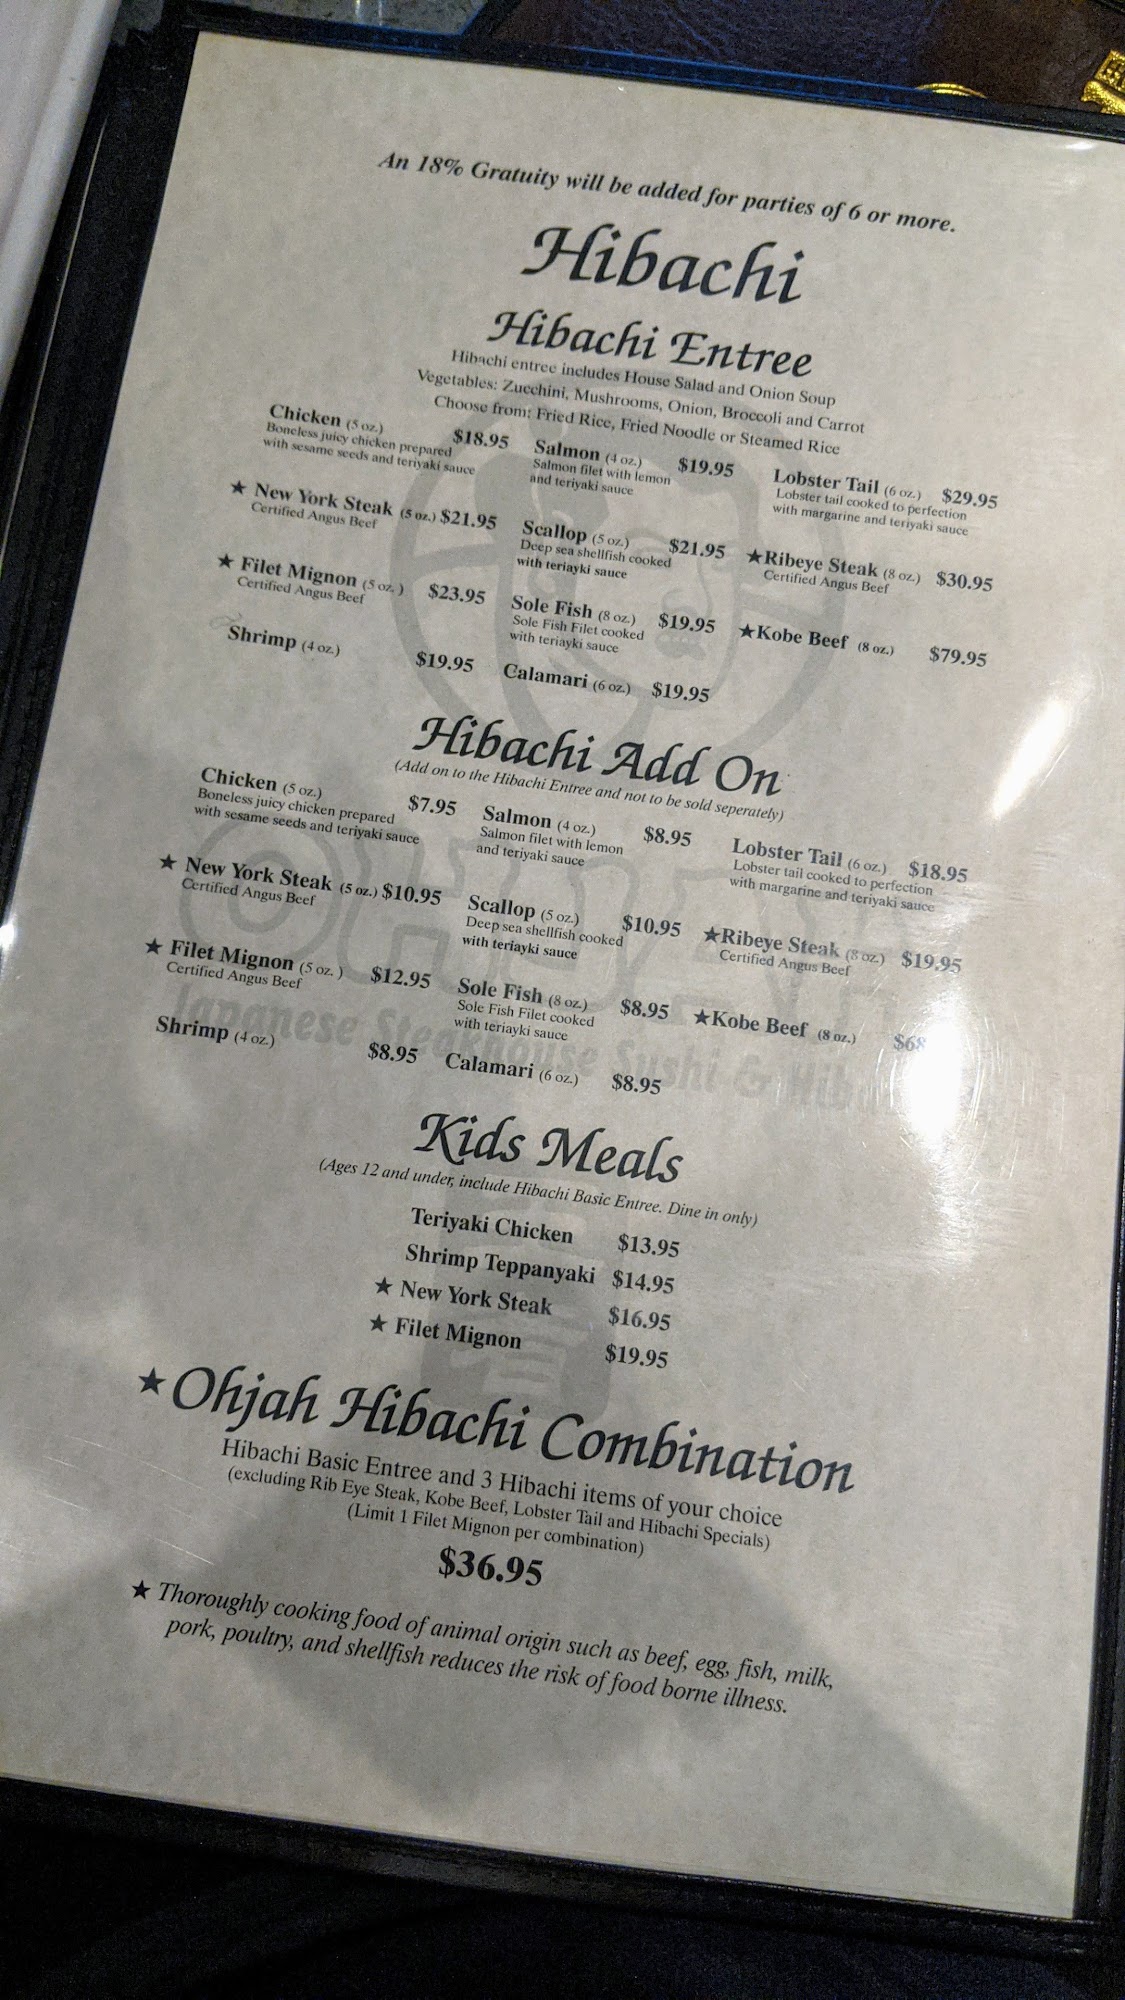 An 18% Gratuity will be added for parties of 6 or more.
Hibachi
Hibachi Entree
Hibachi entree includes House Salad and Onion Soup
Vegetables: Zucchini, Mushrooms, Onion, Broccoli and Carrot
Choose from: Fried Rice, Fried Noodle or Steamed Rice
Chicken (5 oz.) $18.95
Boneless juicy chicken prepared
with sesame seeds and teriyaki sauce
★ New York Steak (5 oz.) $21.95
Certified Angus Beef
★ Filet Mignon (5 oz. ) $23.95
Certified Angus Beef
Shrimp (4 oz.) $19.95
Salmon (4 oz.) $19.95
Salmon filet with lemon
and teriyaki sauce
Scallop (5 oz.) $21.95
Deep sea shellfish cooked
with teriayki sauce
Sole Fish (8 oz.) $19.95
Sole Fish Filet cooked
with teriayki sauce
Calamari (6 oz.) $19.95
Lobster Tail (6 oz.) $29.95
Lobster tail cooked to perfection
with margarine and teriyaki sauce
★Ribeye Steak (8 oz.) $30.95
Certified Angus Beef
★Kobe Beef (8 oz.) $79.95
Hibachi Add On
(Add on to the Hibachi Entree and not to be sold seperately)
Chicken (5 oz.) $7.95
Boneless juicy chicken prepared
with sesame seeds and teriyaki sauce
★ New York Steak (5 oz.) $10.95
Certified Angus Beef
★ Filet Mignon (5 oz. ) $12.95
Certified Angus Beef
Shrimp (4 oz.) $8.95
Salmon (4 oz.) $8.95
Salmon filet with lemon
and teriyaki sauce
Scallop (5 oz.) $10.95
Deep sea shellfish cooked
with teriayki sauce
Sole Fish (8 oz.) $8.95
Sole Fish Filet cooked
with teriayki sauce
Calamari (6 oz.) $8.95
Lobster Tail (6 oz.) $18.95
Lobster tail cooked to perfection
with margarine and teriyaki sauce
★Ribeye Steak (8 oz.) $19.95
Certified Angus Beef
★Kobe Beef (8 oz.)
Japanese Steakhouse Sushi &
Kids Meals
(Ages 12 and under, include Hibachi Basic Entree. Dine in only)
Teriyaki Chicken $13.95
Shrimp Teppanyaki $14.95
★ New York Steak $16.95
★ Filet Mignon $19.95
★Ohjah Hibachi Combination
Hibachi Basic Entree and 3 Hibachi items of your choice
(excluding Rib Eye Steak, Kobe Beef, Lobster Tail and Hibachi Specials)
(Limit 1 Filet Mignon per combination)
$36.95
★ Thoroughly cooking food of animal origin such as beef, egg, fish, milk,
pork, poultry, and shellfish reduces the risk of food borne illness.